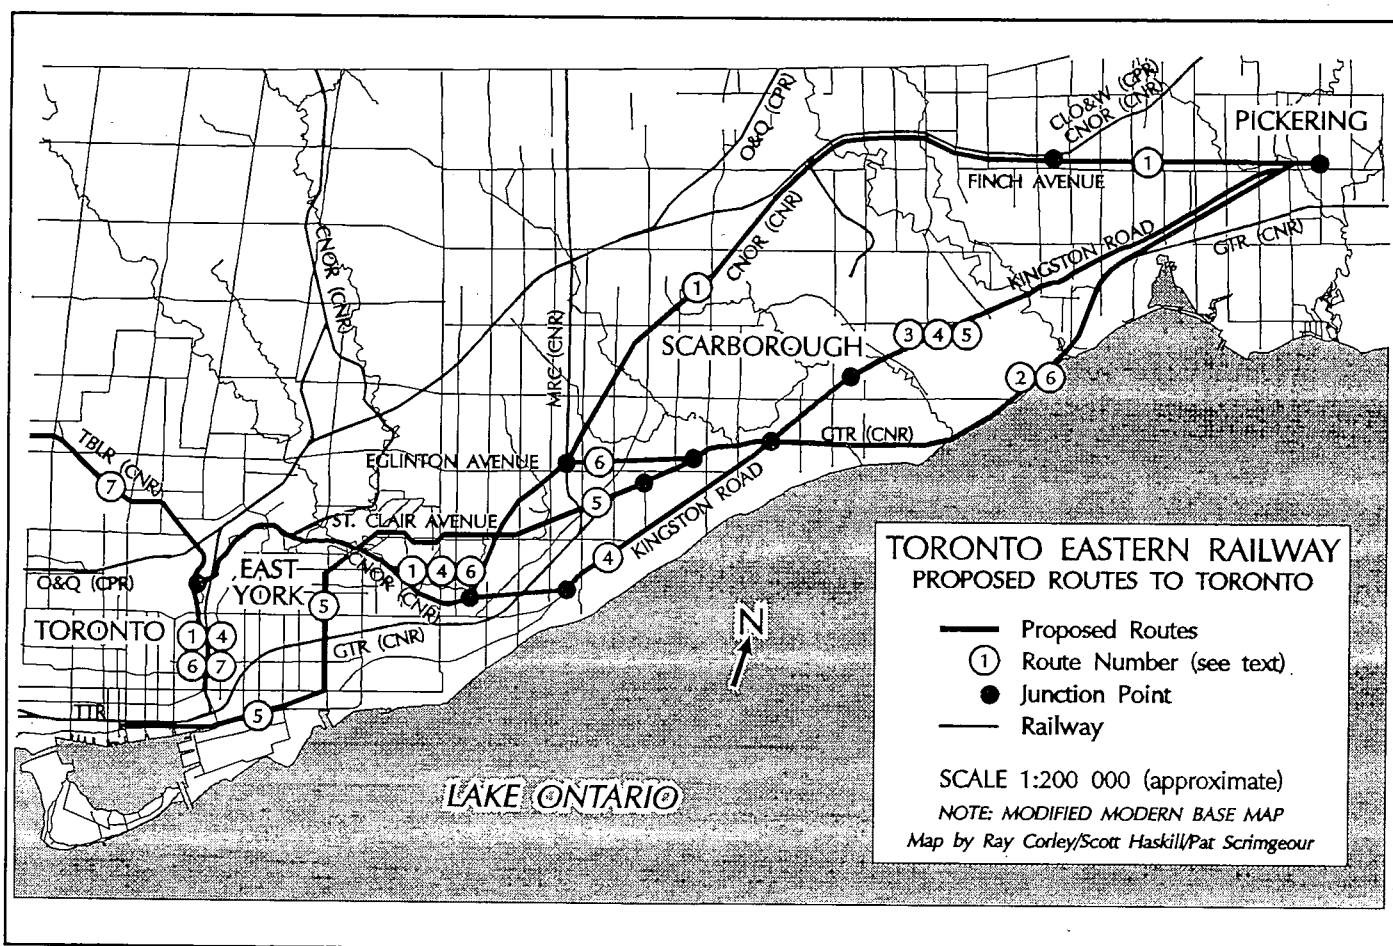 O&Q (CPR)
CLO&W (CPR)
CNOR (CNR)
PICKERING
1
FINCH AVENUE
CNOR (CNR)
CNOR (CNR)
KINGSTON ROAD
GTR (CNR)
1
MRC (CNR)
SCARBOROUGH
3 4 5
2 6
TBLR (CNR)
7
EGLINTON AVENUE
6
GTR (CNR)
5
KINGSTON ROAD
ST. CLAIR AVENUE
4
O&Q (CPR)
EAST
YORK
CNOR (CNR)
1 4 6
5
TORONTO
1 4
6 7
GTR (CNR)
TTR
5
LAKE ONTARIO
N
TORONTO EASTERN RAILWAY
PROPOSED ROUTES TO TORONTO
Proposed Routes
1 Route Number (see text)
Junction Point
Railway
SCALE 1:200 000 (approximate)
NOTE: MODIFIED MODERN BASE MAP
Map by Ray Corley/Scott Haskill/Pat Scrimgeour